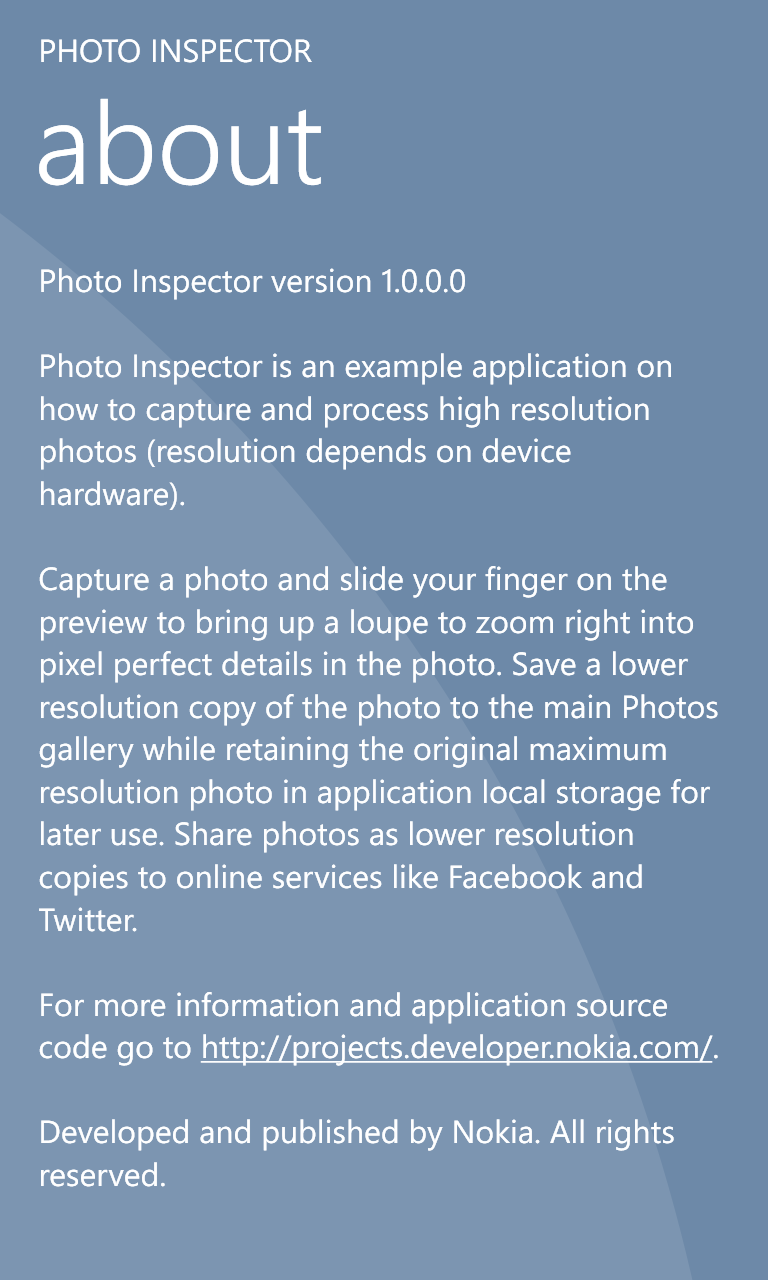 PHOTO INSPECTOR
about
Photo Inspector version 1.0.0.0
Photo Inspector is an example application on
how to capture and process high resolution
photos (resolution depends on device
hardware).
Capture a photo and slide your finger on the
preview to bring up a loupe to zoom right into
pixel perfect details in the photo. Save a lower
resolution copy of the photo to the main Photos
gallery while retaining the original maximum
resolution photo in application local storage for
later use. Share photos as lower resolution
copies to online services like Facebook and
Twitter.
For more information and application source
code go to http://projects.developer.nokia.com/.
Developed and published by Nokia. All rights
reserved.